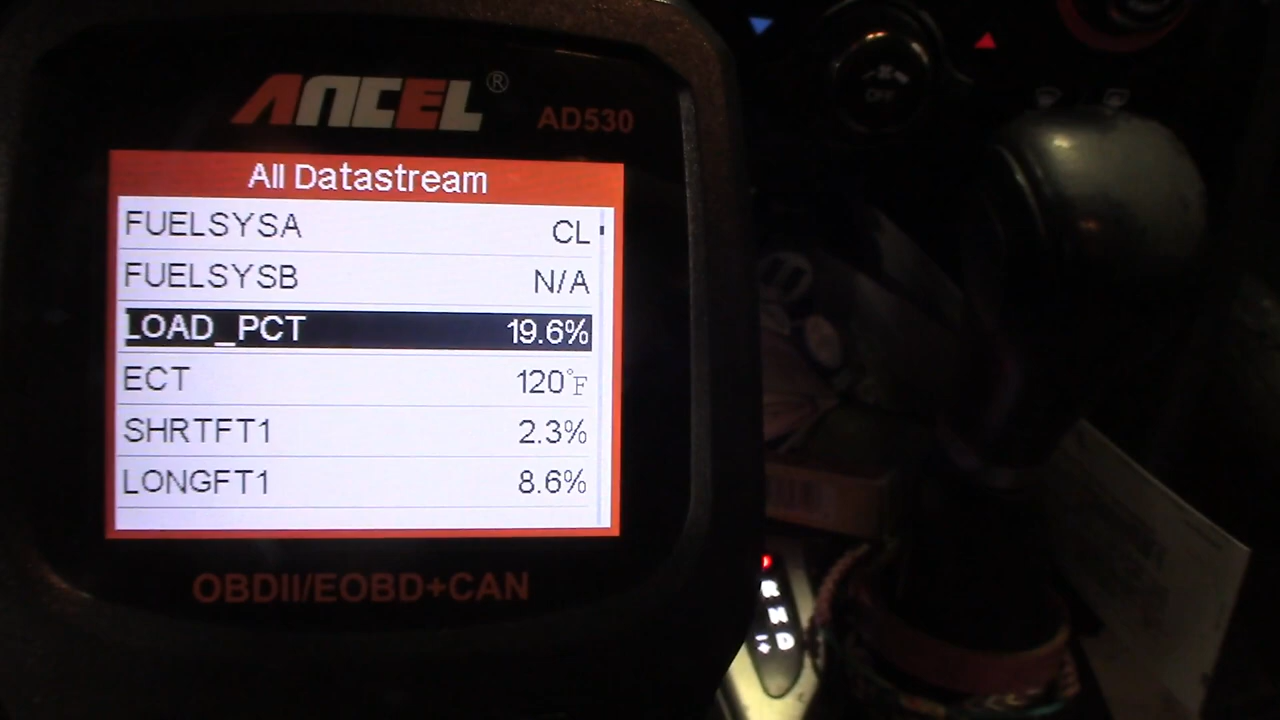 ANCEL®
AD530
All Datastream
FUELSYSA CL
FUELSYSB N/A
LOAD_PCT 19.6%
ECT 120°F
SHRTFT1 2.3%
LONGFT1 8.6%
OBDII/EOBD+CAN
OFF
R
N
D